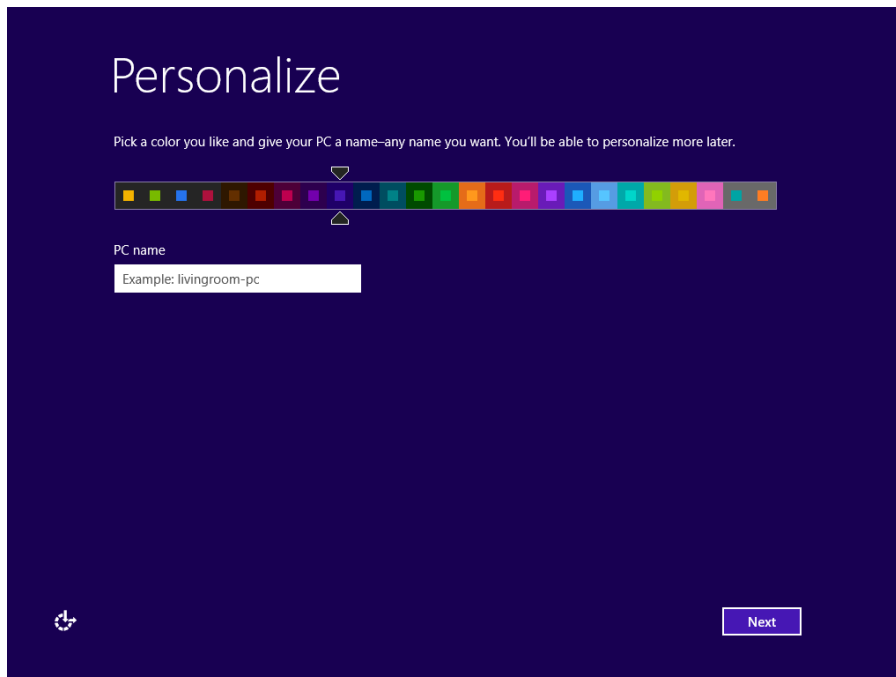 Personalize
Pick a color you like and give your PC a name–any name you want. You'll be able to personalize more later.
PC name
Example: livingroom-pc
Next